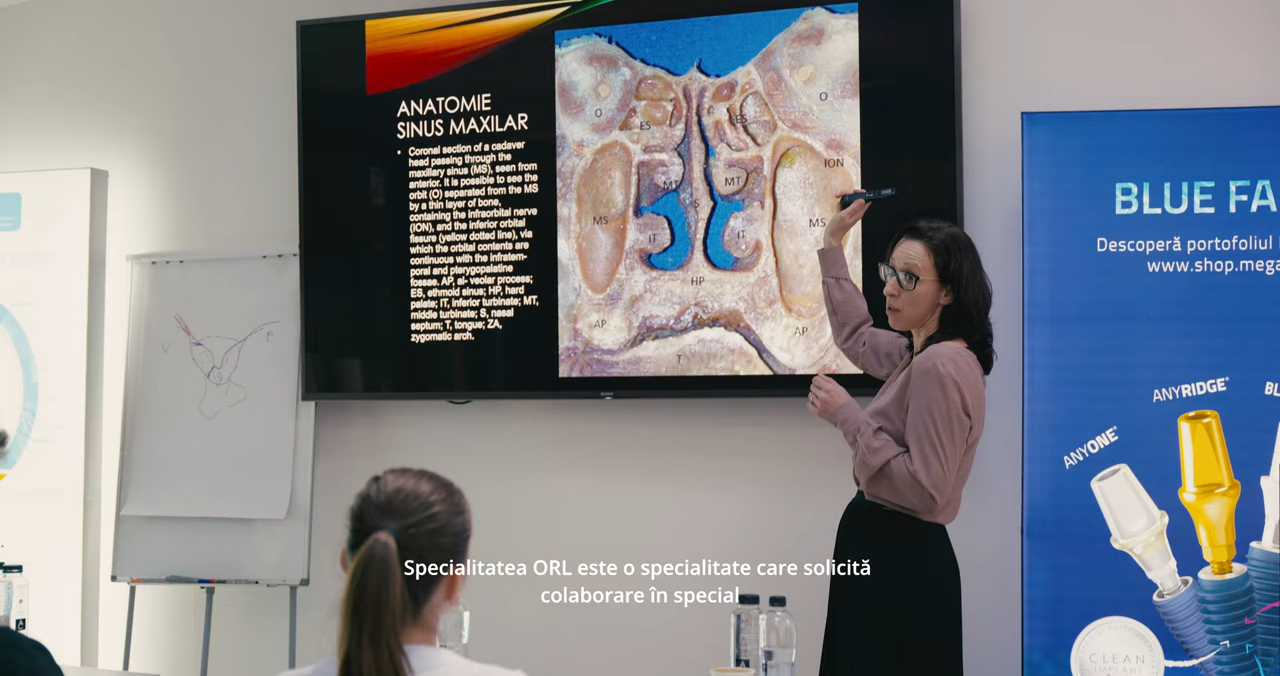 ANATOMIE
SINUS MAXILAR
• Coronal section of a cadaver
head passing through the
maxillary sinus (MS), seen from
anterior. It is possible to see the
orbit (O) separated from the MS
by a thin layer of bone,
containing the infraorbital nerve
(ION), and the inferior orbital
fissure (yellow dotted line), via
which the orbital contents are
continuous with the infratem-
poral and pterygopalatine
fossae. AP, al- veolar process;
ES, ethmoid sinus; HP, hard
palate; IT, inferior turbinate; MT,
middle turbinate; S, nasal
septum; T, tongue; ZA,
zygomatic arch.
O
O
ES
ES
ION
MT
MS
S
MS
IT
IT
HP
AP
AP
T
SONY
BLUE FA
Descoperă portofoliul
www.shop.mega
ANYRIDGE®
BL
ANYONE®
CLEAN
IMPLANT
Specialitatea ORL este o specialitate care solicită
colaborare în special